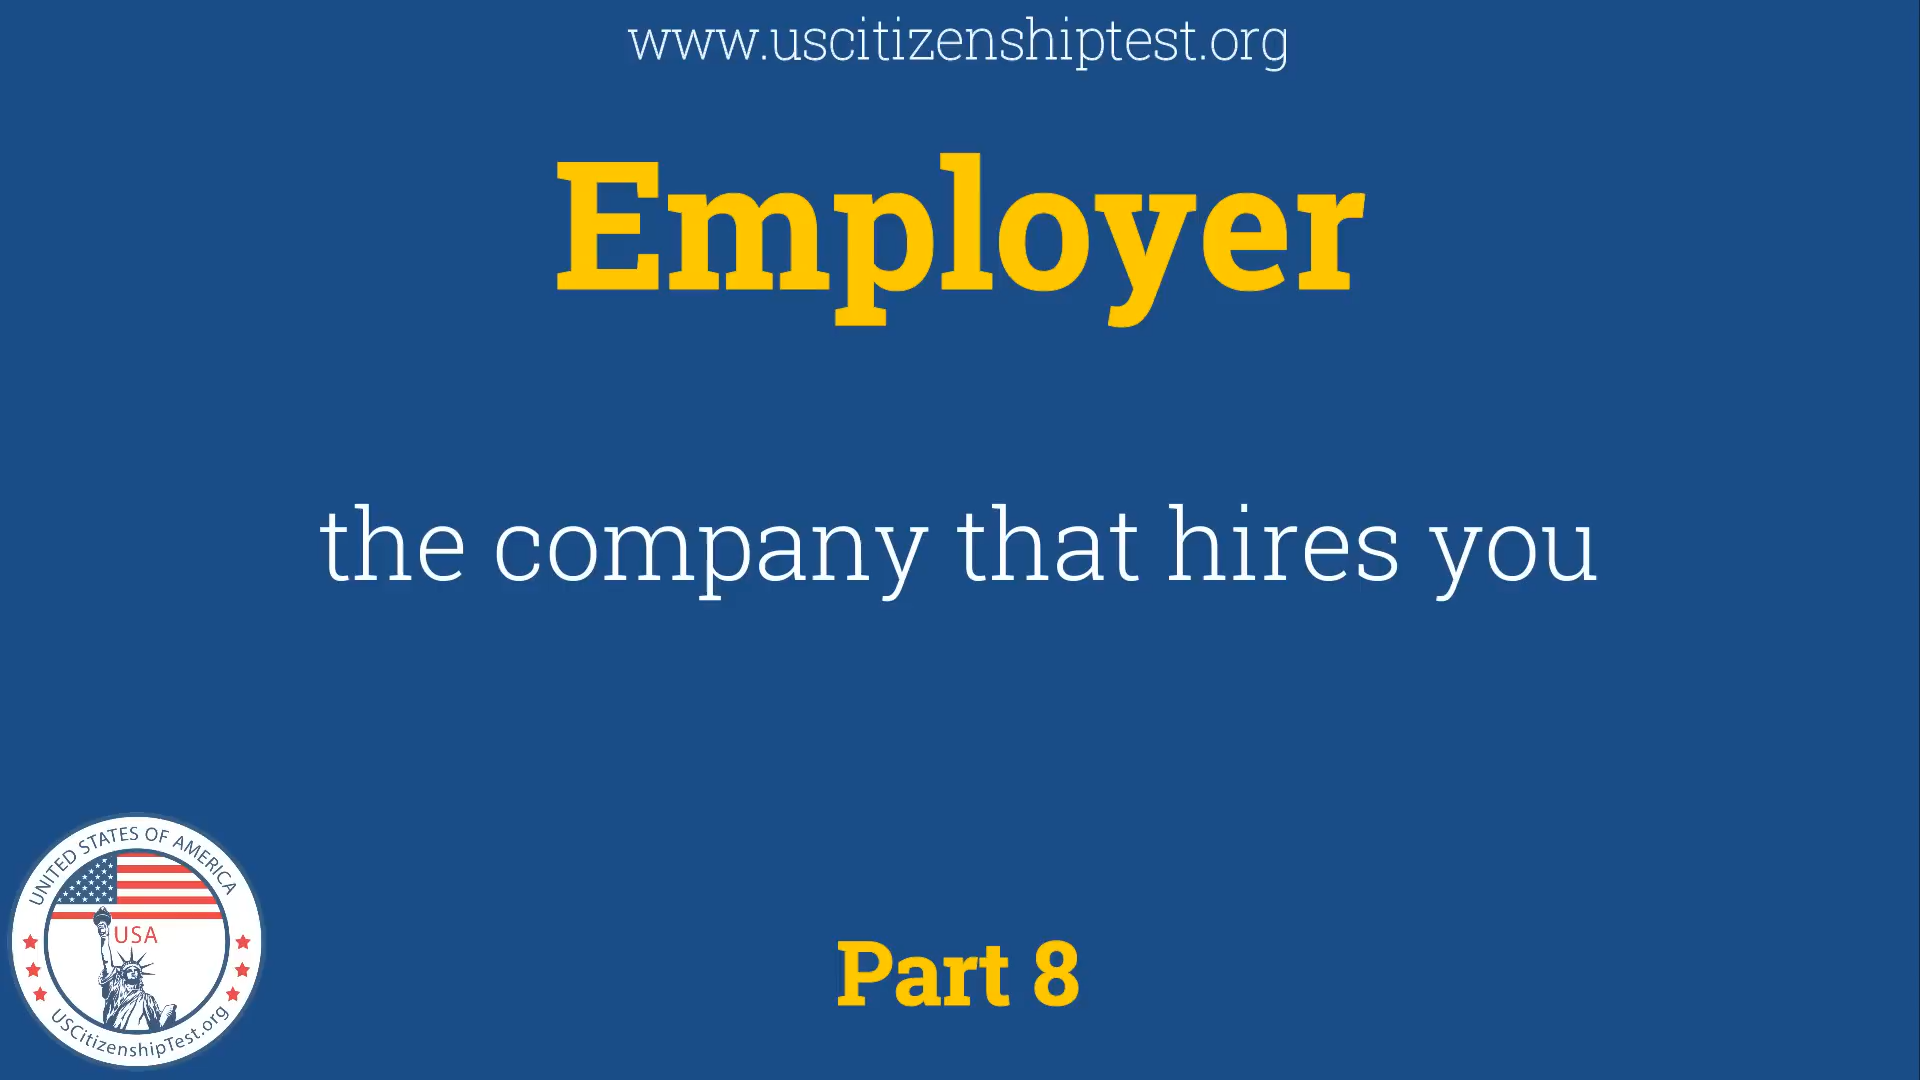 www.uscitizenshiptest.org
Employer
the company that hires you
UNITED STATES OF AMERICA
USA
USCitizenshipTest.org
Part 8